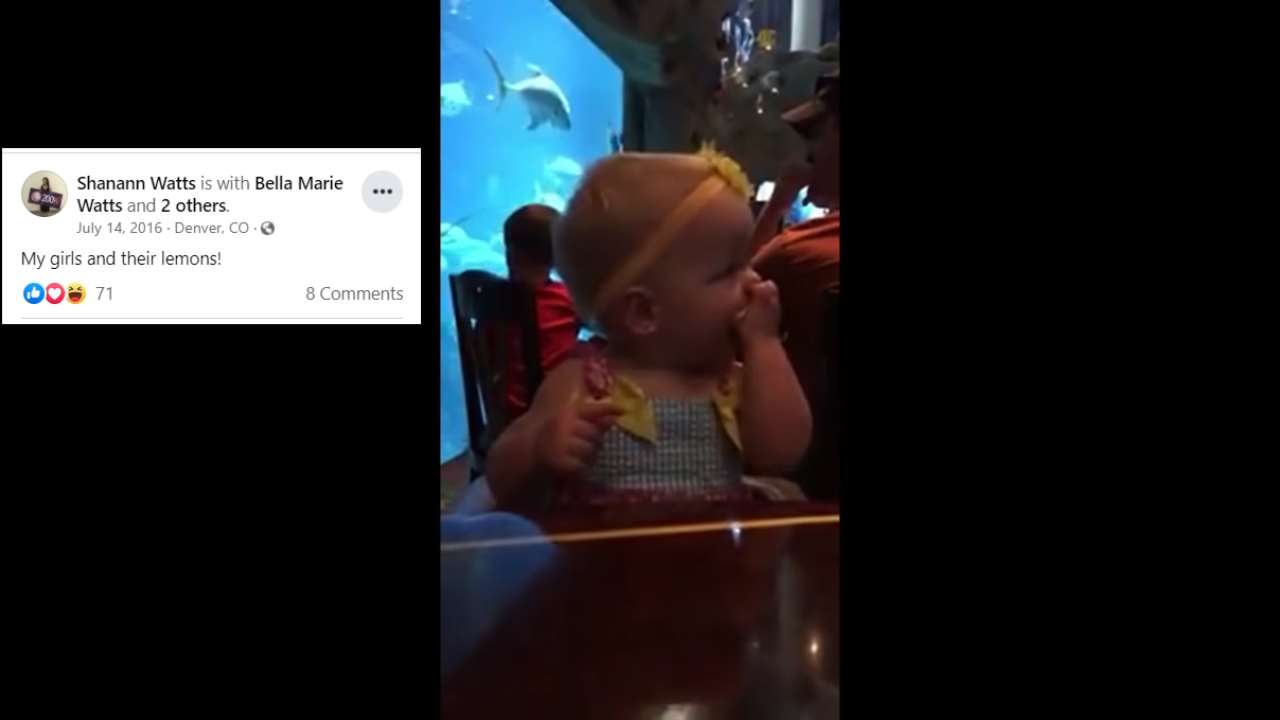 Shanann Watts is with Bella Marie
Watts and 2 others.
July 14, 2016 · Denver, CO ·
My girls and their lemons!
71
8 Comments